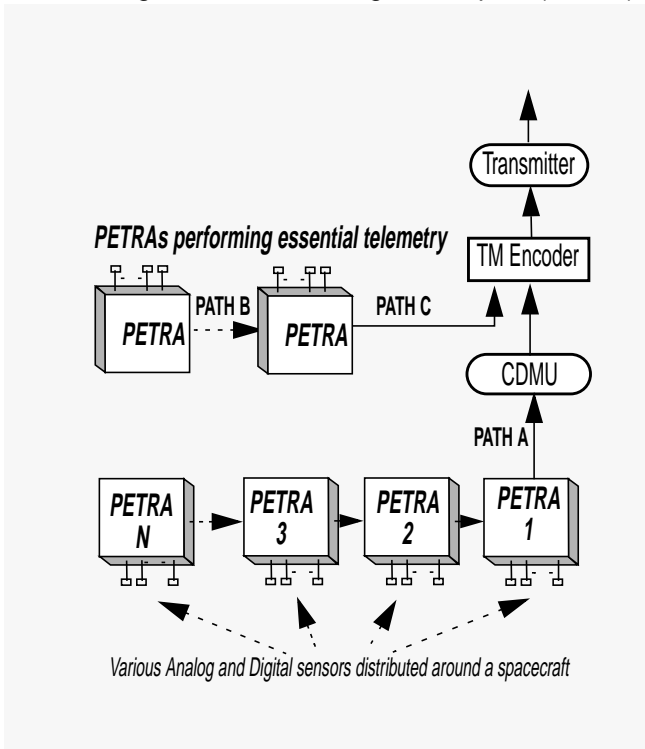 Transmitter
PETRAs performing essential telemetry
TM Encoder
PATH B
PATH C
PETRA
PETRA
CDMU
PATH A
PETRA
N
PETRA
3
PETRA
2
PETRA
1
Various Analog and Digital sensors distributed around a spacecraft